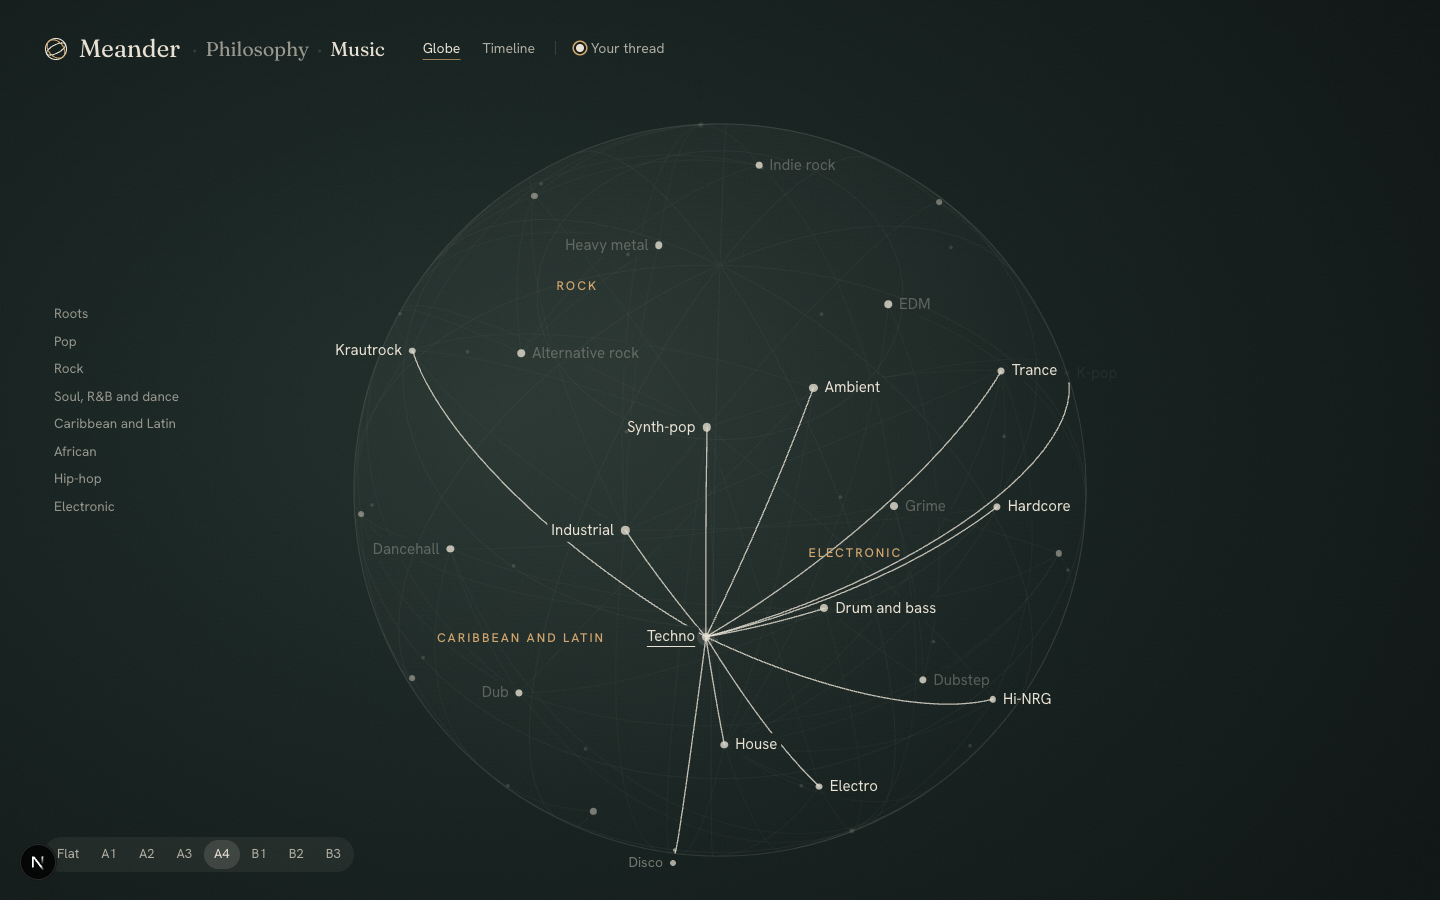 Meander · Philosophy · Music
Globe
Timeline
Your thread
Indie rock
Heavy metal
ROCK
EDM
Roots
Pop
Rock
Soul, R&B and dance
Caribbean and Latin
African
Hip-hop
Electronic
Krautrock
Alternative rock
Trance
K-pop
Ambient
Synth-pop
Grime
Hardcore
Industrial
Dancehall
ELECTRONIC
Drum and bass
CARIBBEAN AND LATIN
Techno
Dubstep
Dub
Hi-NRG
House
Electro
Disco
N
Flat A1 A2 A3 A4 B1 B2 B3